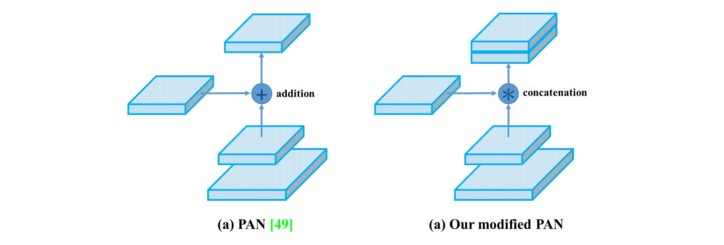 + addition
* concatenation
(a) PAN [49]
(a) Our modified PAN